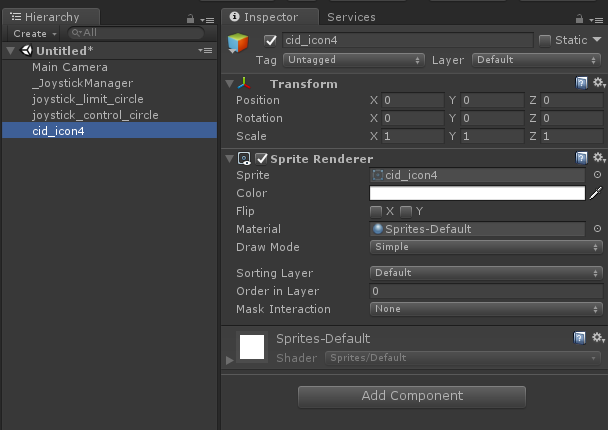 Hierarchy
Create All
Untitled*
Main Camera
_JoystickManager
joystick_limit_circle
joystick_control_circle
cid_icon4
Inspector Services
cid_icon4 Static
Tag Untagged Layer Default
Transform
Position X 0 Y 0 Z 0
Rotation X 0 Y 0 Z 0
Scale X 1 Y 1 Z 1
Sprite Renderer
Sprite cid_icon4
Color
Flip X Y
Material Sprites-Default
Draw Mode Simple
Sorting Layer Default
Order in Layer 0
Mask Interaction None
Sprites-Default
Shader Sprites/Default
Add Component